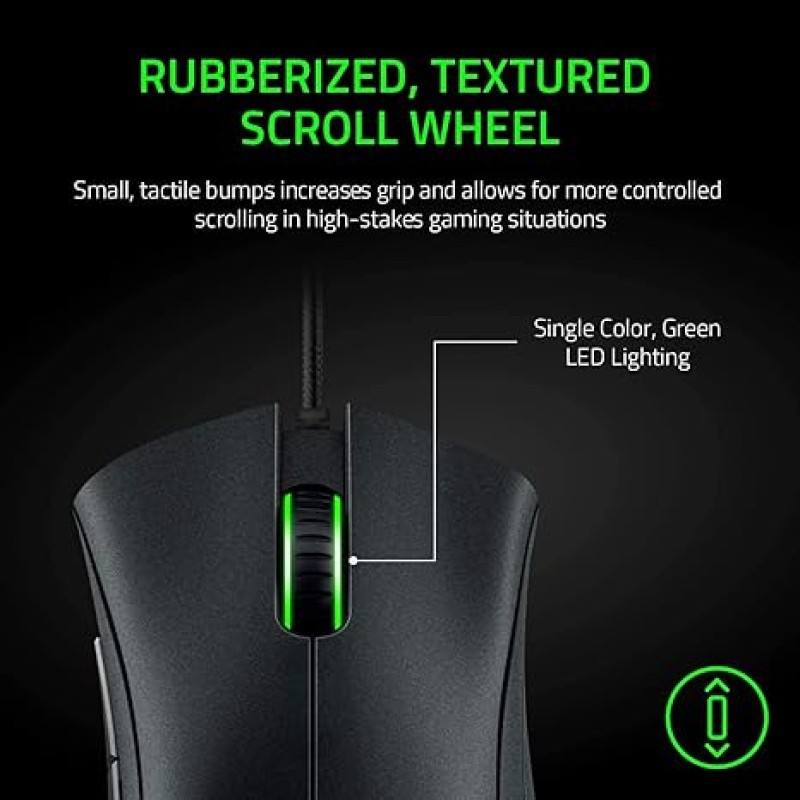 RUBBERIZED, TEXTURED
SCROLL WHEEL
Small, tactile bumps increases grip and allows for more controlled
scrolling in high-stakes gaming situations
Single Color, Green
LED Lighting